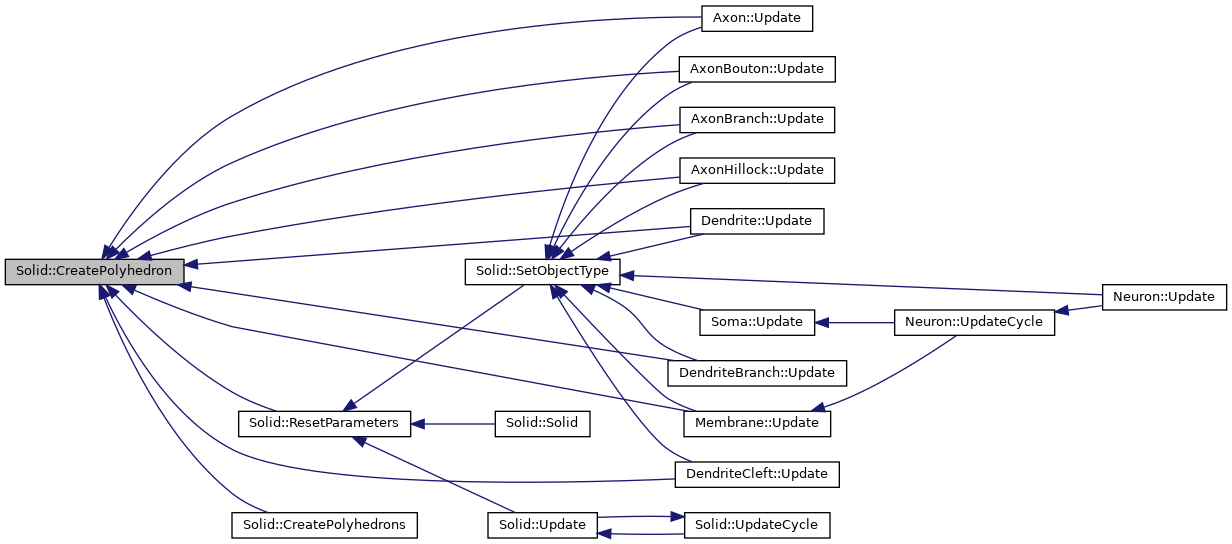 Axon::Update
AxonBouton::Update
AxonBranch::Update
AxonHillock::Update
Dendrite::Update
Solid::CreatePolyhedron
Solid::SetObjectType
Neuron::Update
Soma::Update
Neuron::UpdateCycle
DendriteBranch::Update
Solid::ResetParameters
Solid::Solid
Membrane::Update
DendriteCleft::Update
Solid::CreatePolyhedrons
Solid::Update
Solid::UpdateCycle